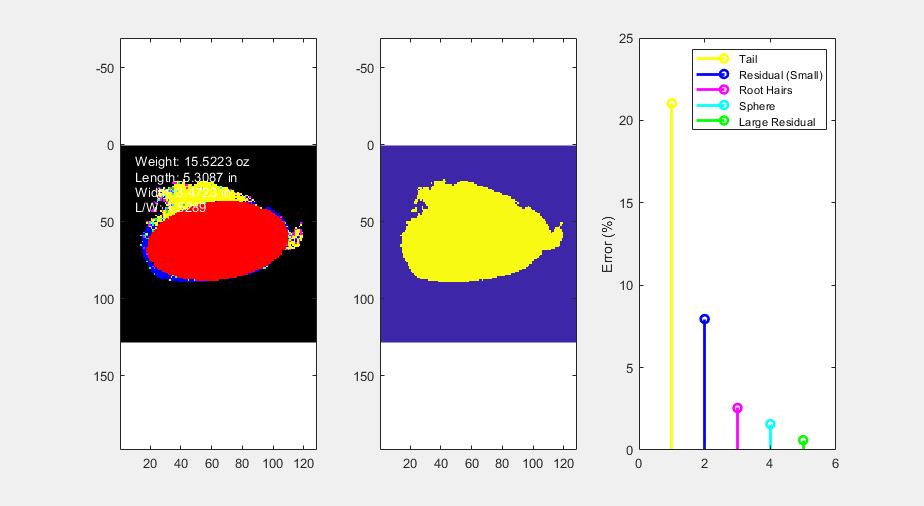 -50
0
50
100
150
20 40 60 80 100 120
Weight: 15.5223 oz
Length: 5.3087 in
L/W
-50
0
50
100
150
20 40 60 80 100 120
25
20
15
10
5
0
Error (%)
0 2 4 6
Tail
Residual (Small)
Root Hairs
Sphere
Large Residual